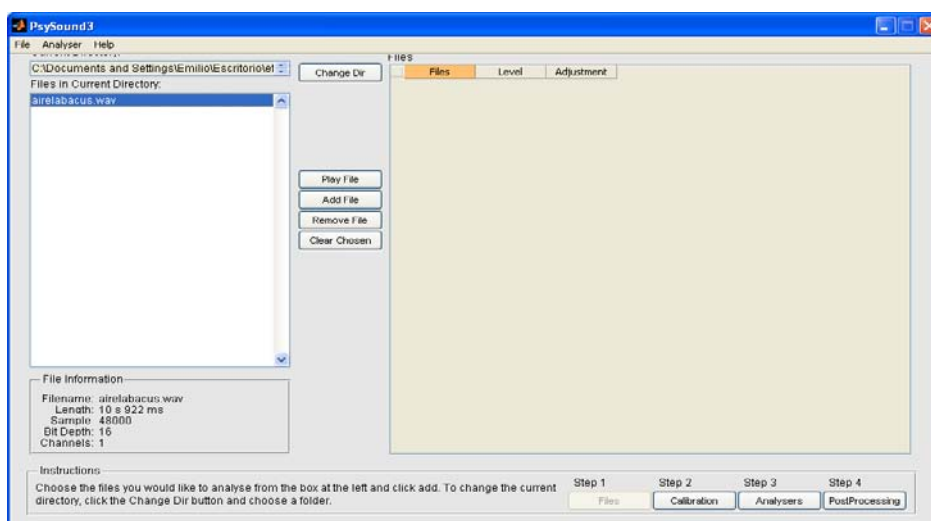 PsySound3
File Analyser Help
C:\Documents and Settings\Emilio\Escritorio\et
Change Dir
Files in Current Directory:
airelabacus.wav
Play File
Add File
Remove File
Clear Chosen
Files
Files Level Adjustment
File Information
Filename: airelabacus.wav
Length: 10 s 922 ms
Sample 48000
Bit Depth: 16
Channels: 1
Instructions
Choose the files you would like to analyse from the box at the left and click add. To change the current
directory, click the Change Dir button and choose a folder.
Step 1 Step 2 Step 3 Step 4
Files Calibration Analysers PostProcessing